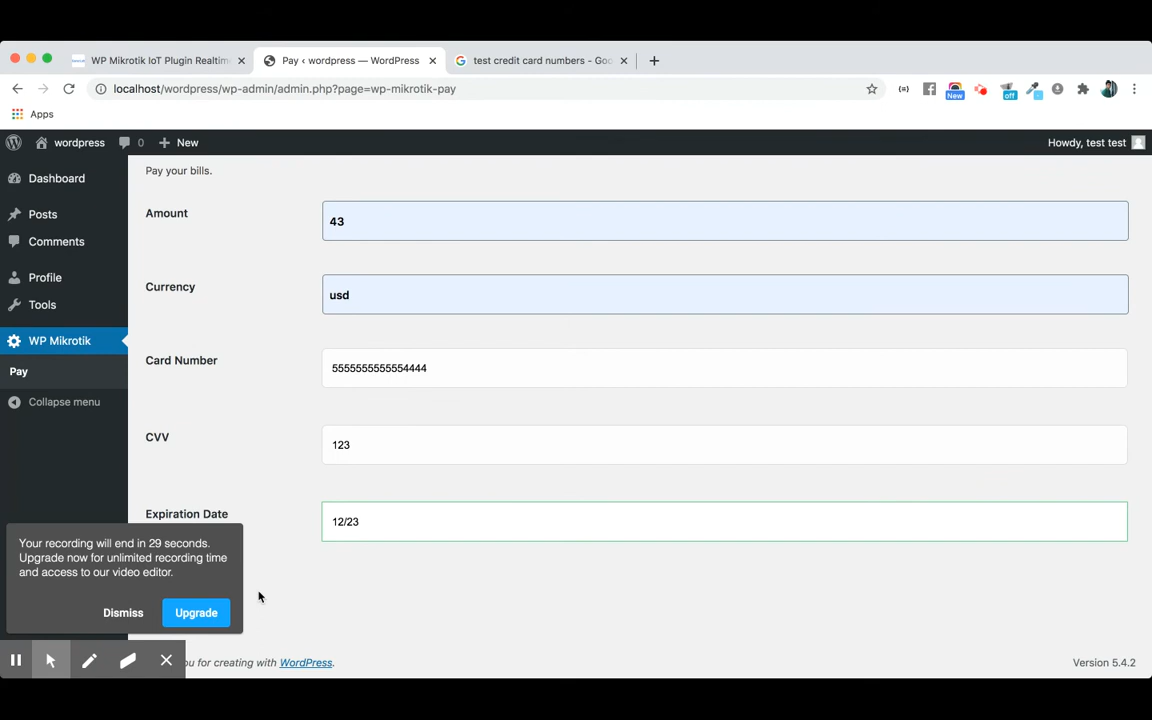 WP Mikrotik IoT Plugin Realtim
Pay ‹ wordpress — WordPress
test credit card numbers - Goo
localhost/wordpress/wp-admin/admin.php?page=wp-mikrotik-pay
New
off
Apps
wordpress
0
New
Howdy, test test
Dashboard
Posts
Comments
Profile
Tools
WP Mikrotik
Pay
Collapse menu
Pay your bills.
Amount
43
Currency
usd
Card Number
5555555555554444
CVV
123
Expiration Date
12/23
Your recording will end in 29 seconds.
Upgrade now for unlimited recording time
and access to our video editor.
Dismiss
Upgrade
ou for creating with WordPress.
Version 5.4.2